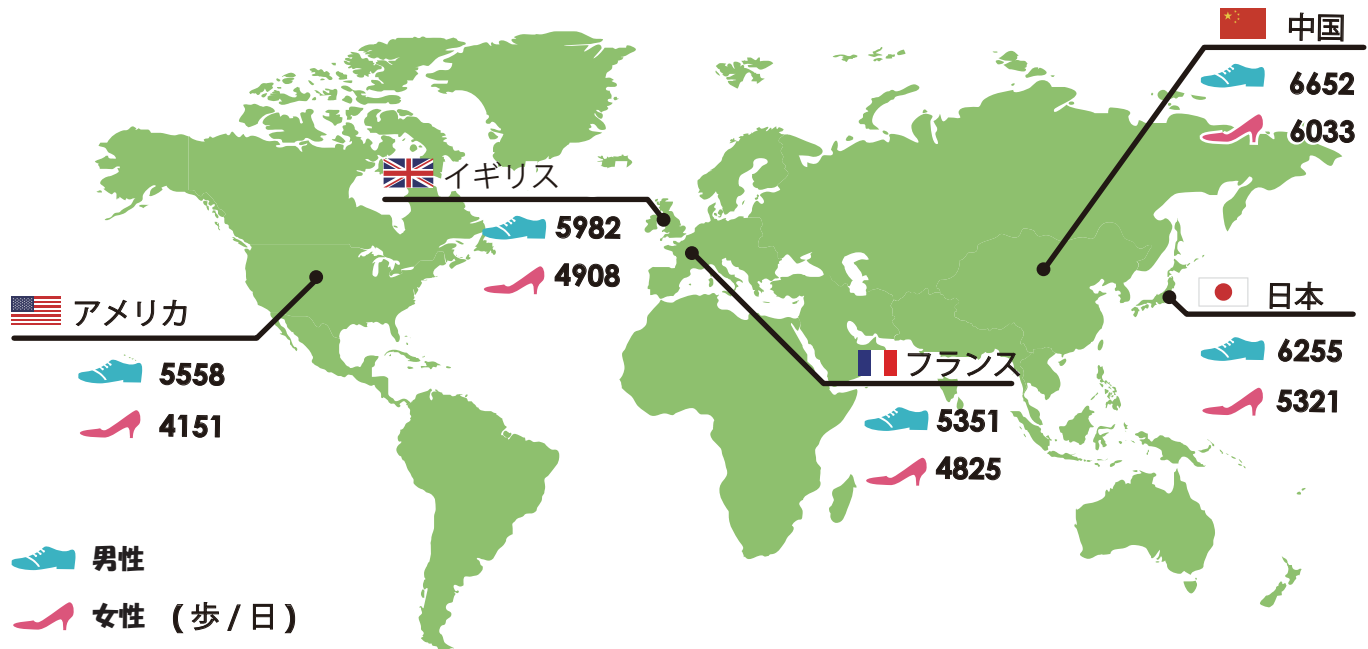 中国
6652
6033
イギリス
5982
4908
アメリカ
5558
4151
日本
6255
5321
フランス
5351
4825
男性
女性 (歩/日)